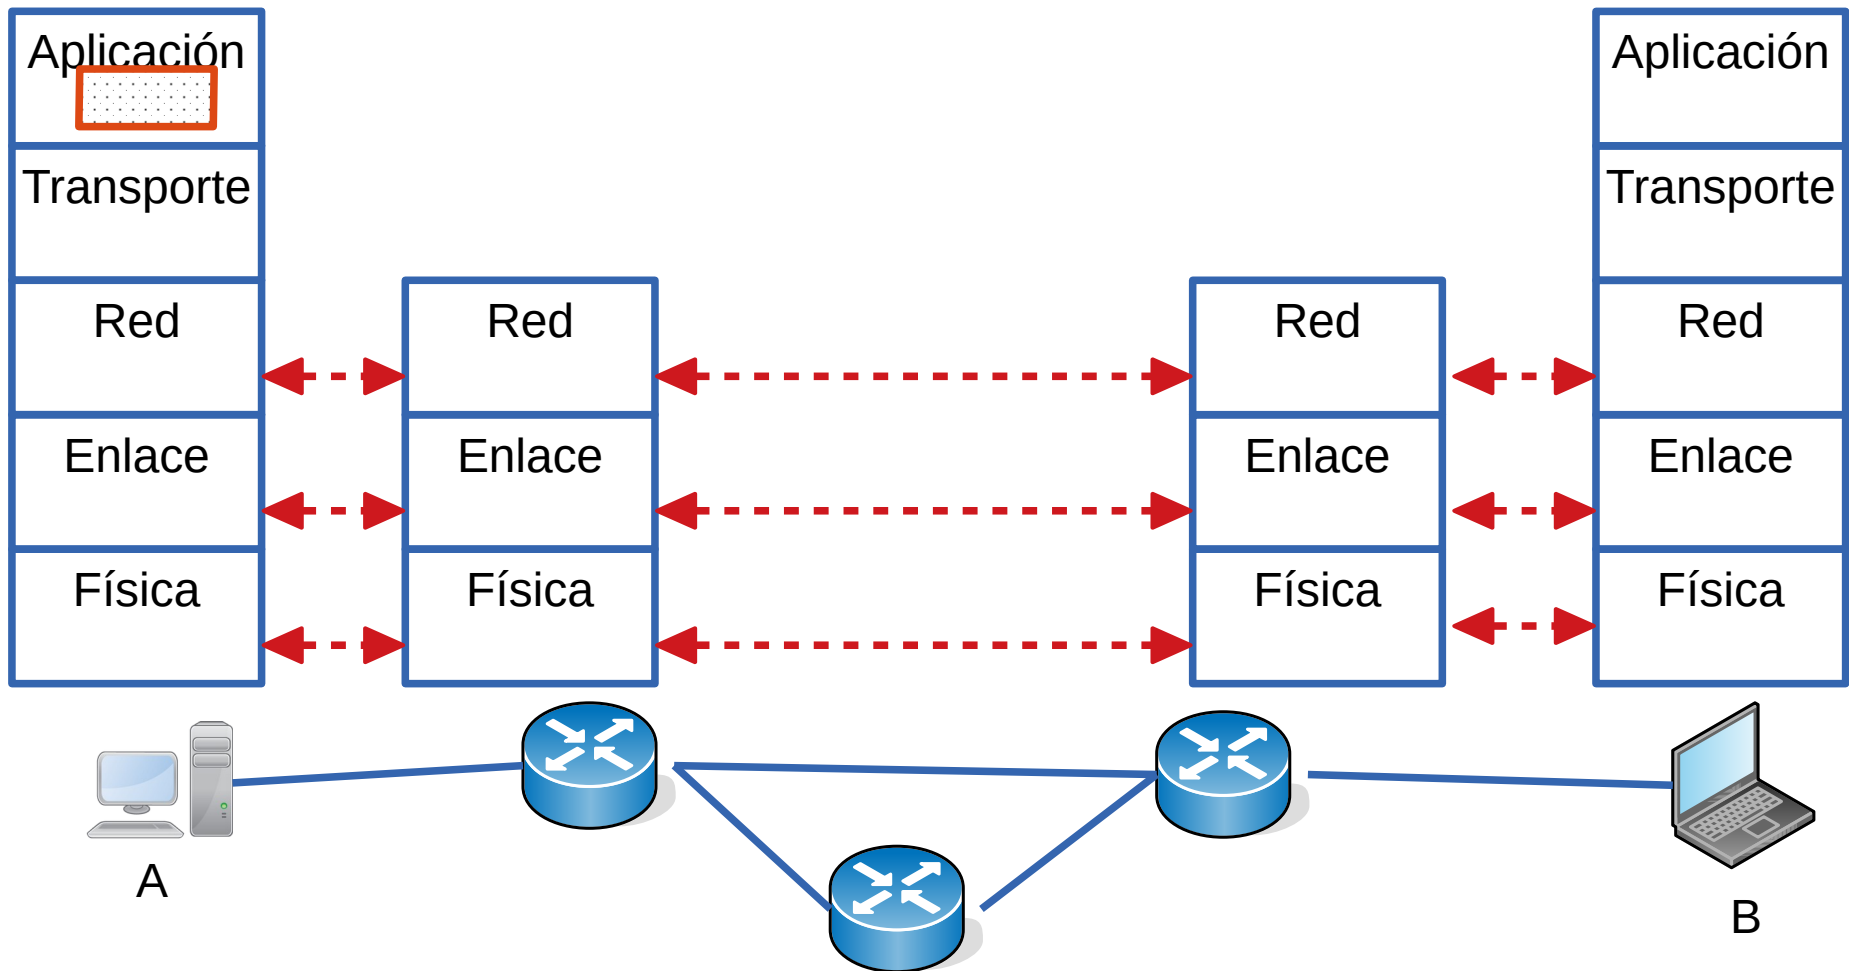 Aplicación
Transporte
Red
Enlace
Física
Red
Enlace
Física
Red
Enlace
Física
Aplicación
Transporte
Red
Enlace
Física
A
B